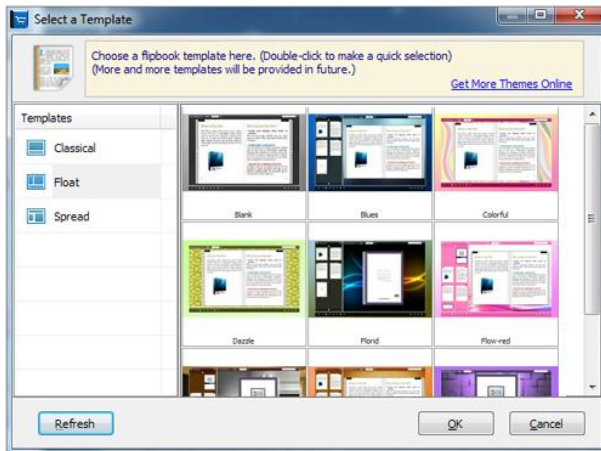 Select a Template
Choose a flipbook template here. (Double-click to make a quick selection)
(More and more templates will be provided in future.)
Get More Themes Online
Templates
Classical
Float
Spread
Blank
Blues
Colorful
Dazzle
Florid
Flow-red
Refresh
OK
Cancel